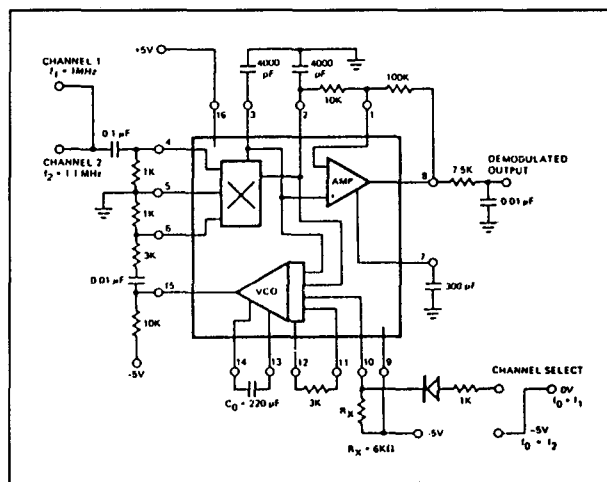 +5V
4000 pF
4000 pF
10K
100K
CHANNEL 1
f1 = 1MHz
16
3
2
1
0.1 µF
4
CHANNEL 2
f2 = 1.1 MHz
1K
5
AMP
+
8
7.5K
DEMODULATED OUTPUT
0.01 µF
1K
6
3K
7
300 pF
0.01 µF
15
VCO
10K
-5V
14
13
12
11
10
9
CHANNEL SELECT
C0 = 220 µF
3K
RX
1K
0V
f0 = f1
-5V
-5V
f0 = f2
RX = 6KΩ